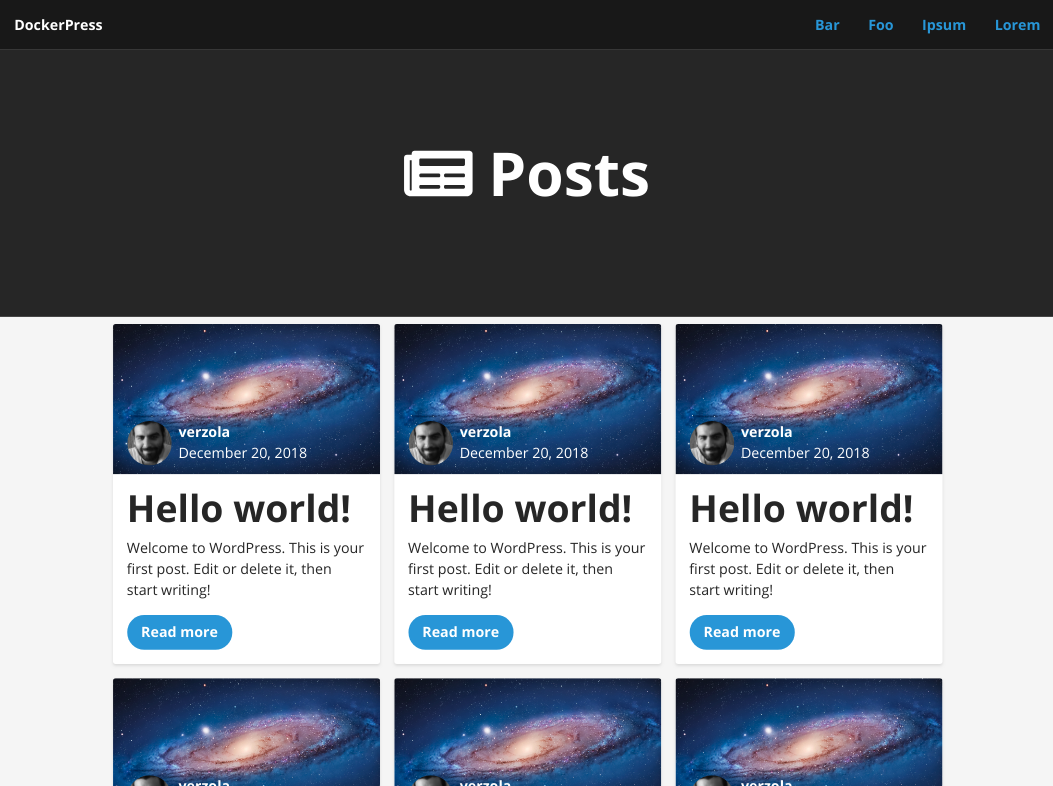 DockerPress
Bar Foo Ipsum Lorem
Posts
verzola
December 20, 2018
Hello world!
Welcome to WordPress. This is your
first post. Edit or delete it, then
start writing!
Read more
verzola
December 20, 2018
Hello world!
Welcome to WordPress. This is your
first post. Edit or delete it, then
start writing!
Read more
verzola
December 20, 2018
Hello world!
Welcome to WordPress. This is your
first post. Edit or delete it, then
start writing!
Read more
verzola
verzola
verzola